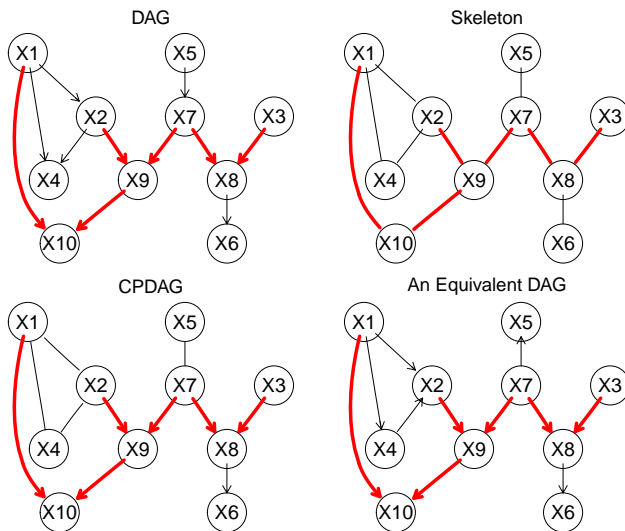 DAG
X1
X5
X2
X7
X3
X4
X9
X8
X10
X6
Skeleton
X1
X5
X2
X7
X3
X4
X9
X8
X10
X6
CPDAG
X1
X5
X2
X7
X3
X4
X9
X8
X10
X6
An Equivalent DAG
X1
X5
X2
X7
X3
X4
X9
X8
X10
X6